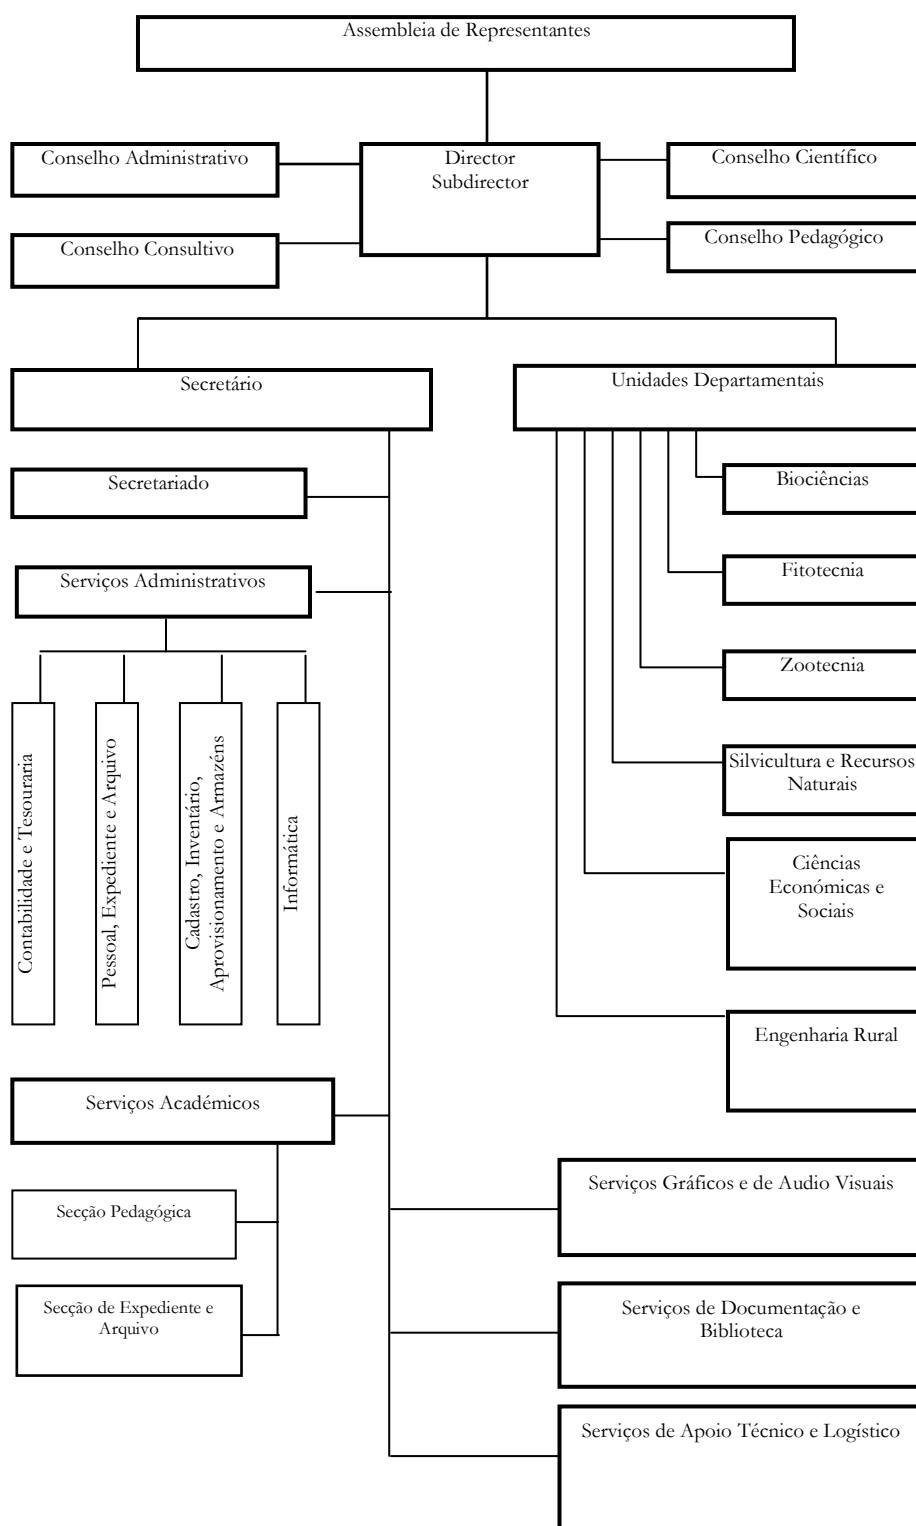 Assembleia de Representantes
Conselho Administrativo
Director
Subdirector
Conselho Científico
Conselho Consultivo
Conselho Pedagógico
Secretário
Unidades Departamentais
Secretariado
Biociências
Serviços Administrativos
Fitotecnia
Zootecnia
Contabilidade e Tesouraria
Pessoal, Expediente e Arquivo
Cadastro, Inventário,
Aprovisionamento e Armazéns
Informática
Silvicultura e Recursos
Naturais
Ciências
Económicas e
Sociais
Engenharia Rural
Serviços Académicos
Serviços Gráficos e de Audio Visuais
Secção Pedagógica
Secção de Expediente e
Arquivo
Serviços de Documentação e
Biblioteca
Serviços de Apoio Técnico e Logístico